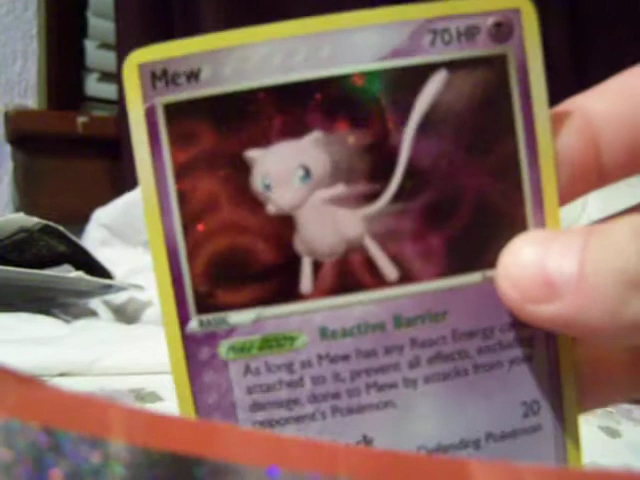 Mew
70 HP
BASIC
POKé-BODY Reactive Barrier
As long as Mew has any React Energy
attached to it, prevent all effects, excluding
damage, done to Mew by attacks from your
opponent's Pokémon.
20
Defending Pokémon